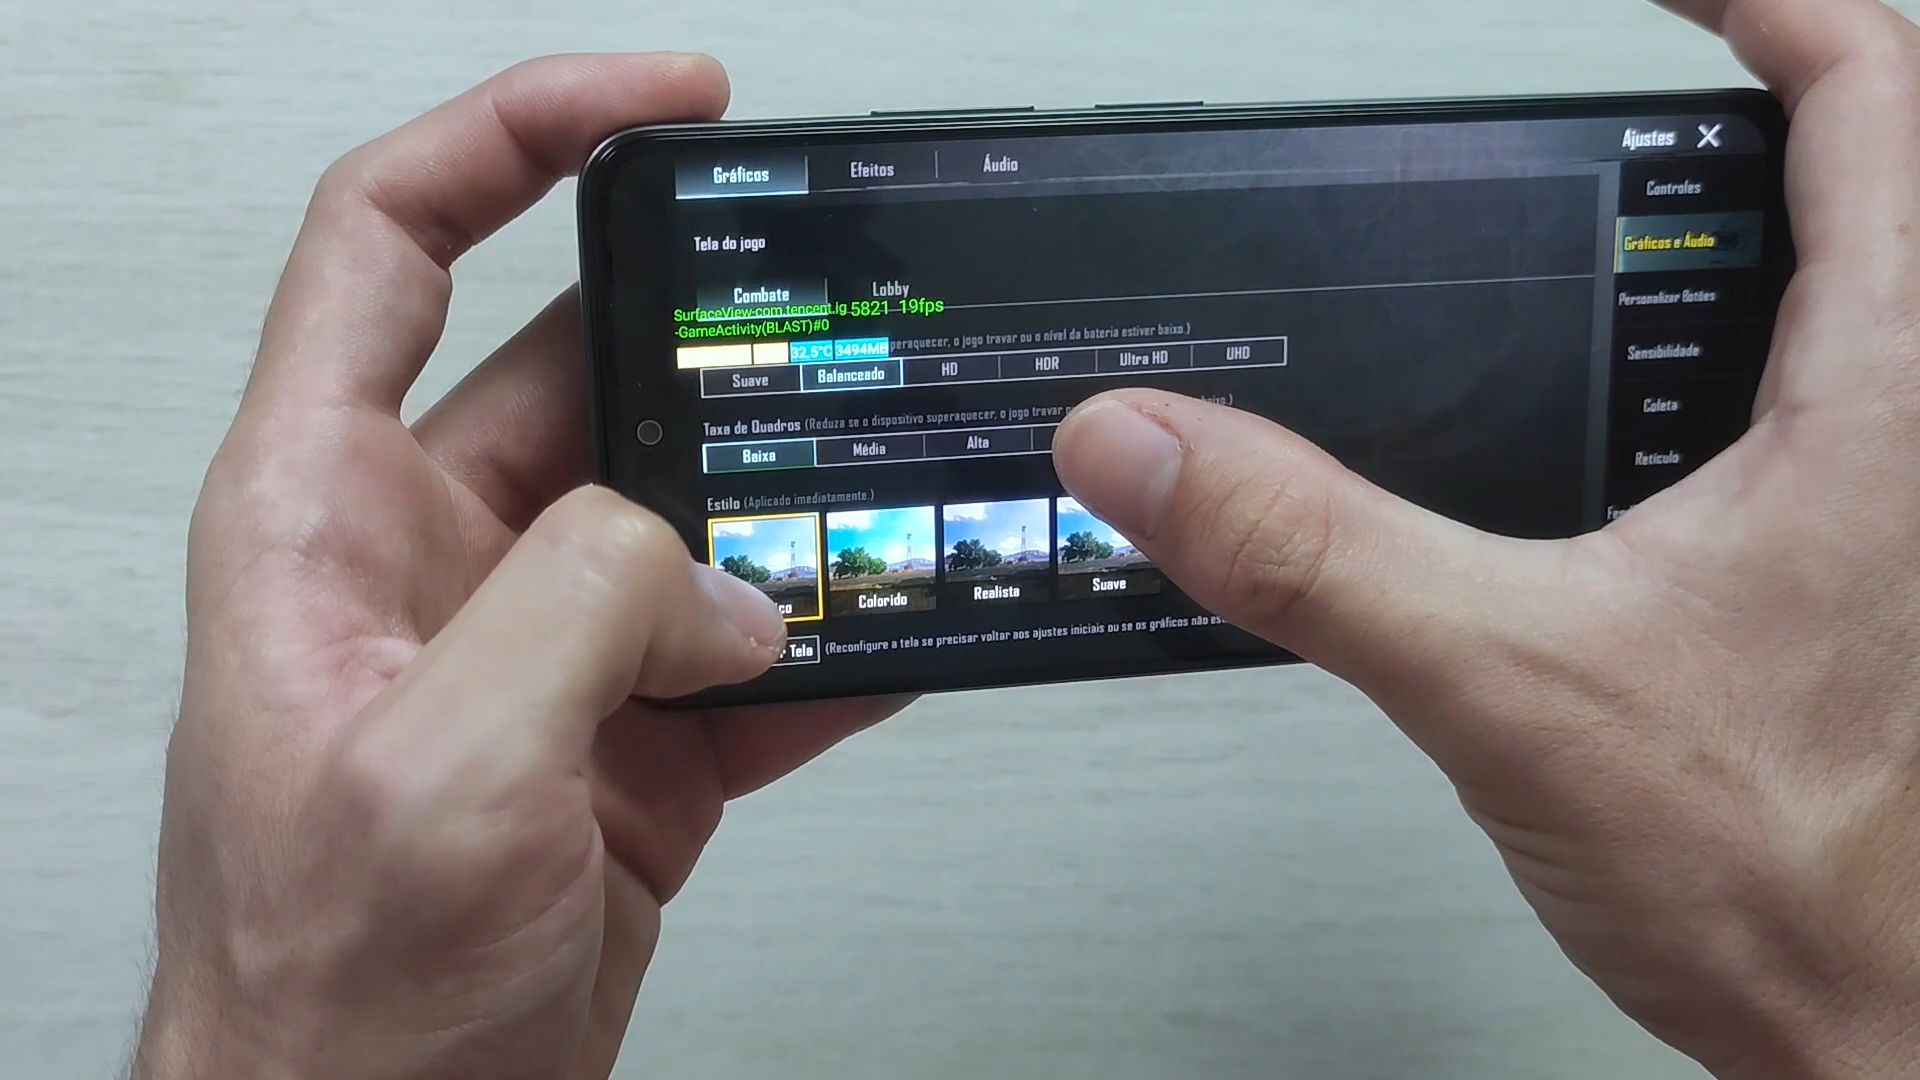 Gráficos Efeitos Áudio
Ajustes X
Controles
Gráficos e Áudio
Personalizar Botões
Sensibilidade
Coleta
Retículo
Tela do jogo
Combate Lobby
SurfaceView-com.tencent.ig 5821 19fps
-GameActivity(BLAST)#0
32,5°C 3494MB
peraquecer, o jogo travar ou o nível da bateria estiver baixo.)
Suave Balanceado HD HDR Ultra HD UHD
Taxa de Quadros (Reduza se o dispositivo superaquecer, o jogo travar baixo.)
Baixa Média Alta
Estilo (Aplicado imediatamente.)
ico Colorido Realista Suave
r Tela (Reconfigure a tela se precisar voltar aos ajustes iniciais ou se os gráficos não